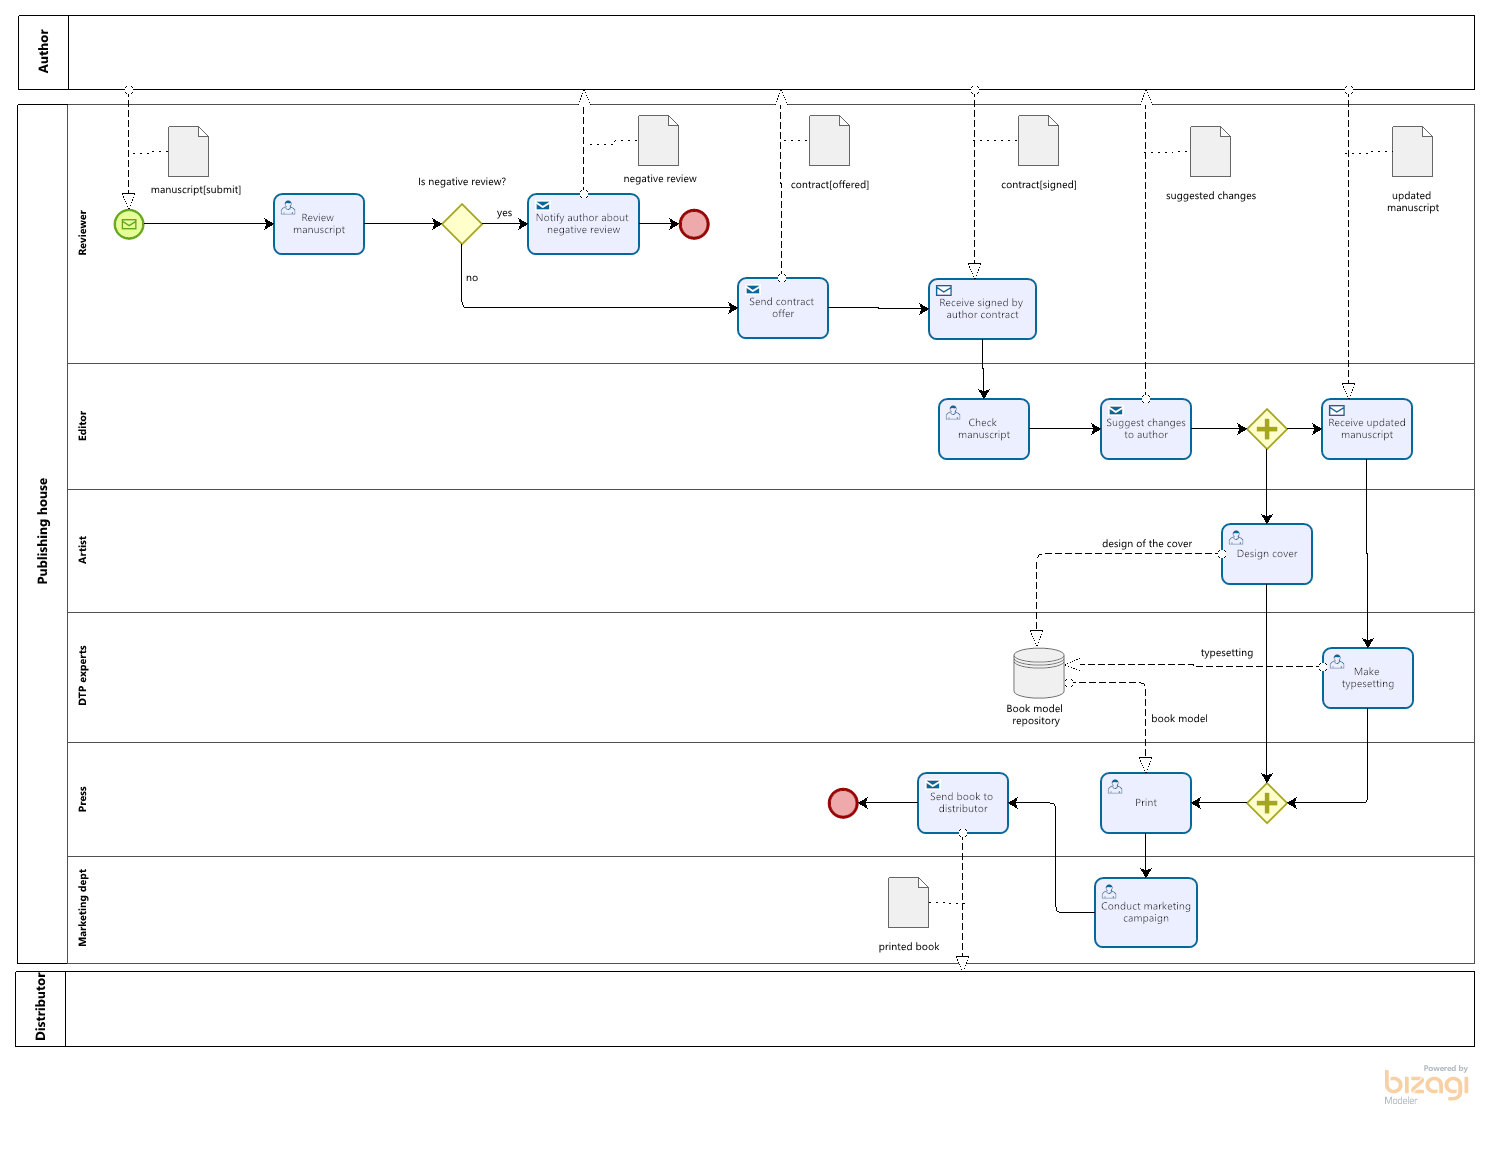 Author
Publishing house
Reviewer
manuscript[submit]
Review
manuscript
Is negative review?
yes
no
Notify author about
negative review
negative review
contract[offered]
Send contract
offer
contract[signed]
Receive signed by
author contract
suggested changes
updated
manuscript
Editor
Check
manuscript
Suggest changes
to author
Receive updated
manuscript
Artist
design of the cover
Design cover
DTP experts
Book model
repository
typesetting
book model
Make
typesetting
Press
Send book to
distributor
Print
Marketing dept
printed book
Conduct marketing
campaign
Distributor
Powered by
bizagi
Modeler